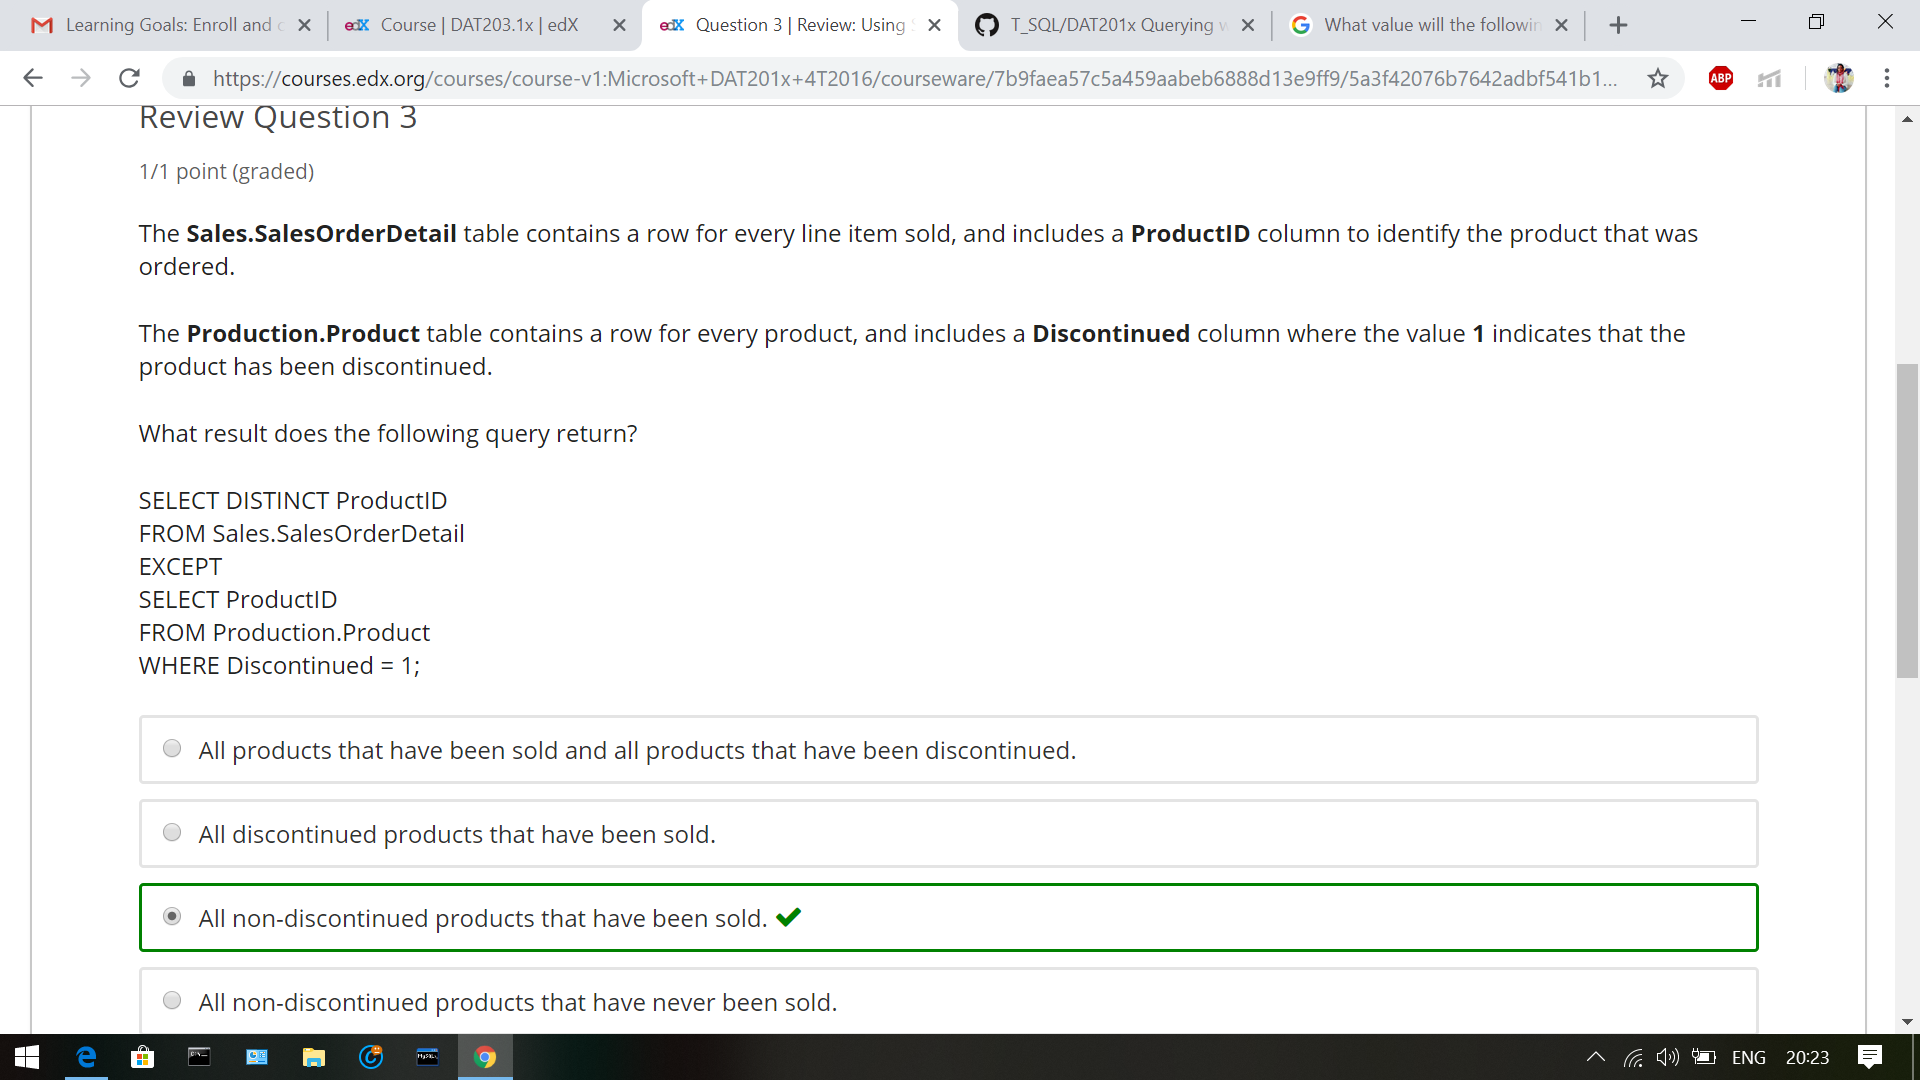 Learning Goals: Enroll and c
edX Course | DAT203.1x | edX
edX Question 3 | Review: Using S
T_SQL/DAT201x Querying w
G What value will the followin
https://courses.edx.org/courses/course-v1:Microsoft+DAT201x+4T2016/courseware/7b9faea57c5a459aabeb6888d13e9ff9/5a3f42076b7642adbf541b1...
ABP
Review Question 3
1/1 point (graded)
The Sales.SalesOrderDetail table contains a row for every line item sold, and includes a ProductID column to identify the product that was
ordered.
The Production.Product table contains a row for every product, and includes a Discontinued column where the value 1 indicates that the
product has been discontinued.
What result does the following query return?
SELECT DISTINCT ProductID
FROM Sales.SalesOrderDetail
EXCEPT
SELECT ProductID
FROM Production.Product
WHERE Discontinued = 1;
All products that have been sold and all products that have been discontinued.
All discontinued products that have been sold.
All non-discontinued products that have been sold.
All non-discontinued products that have never been sold.
ENG 20:23